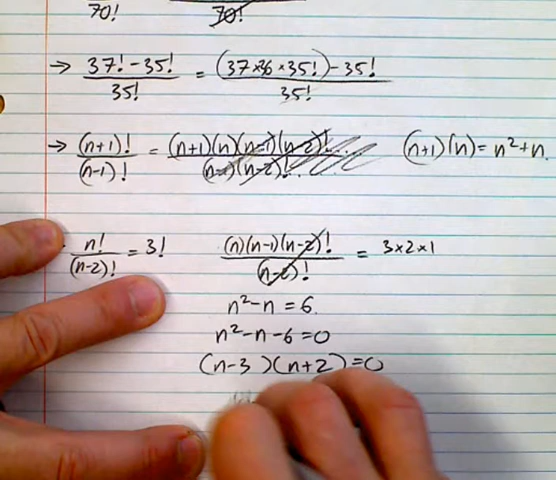 70! 70!
→ 37! - 35! / 35! = (37 × 36 × 35!) - 35! / 35!
→ (n+1)! / (n-1)! = (n+1)(n)(n-1)(n-2)!.... / (n-1)(n-2)!... (n+1)(n) = n² + n.
n! / (n-2)! = 3! (n)(n-1)(n-2)! / (n-2)! = 3×2×1
n² - n = 6.
n² - n - 6 = 0
(n-3)(n+2) = 0